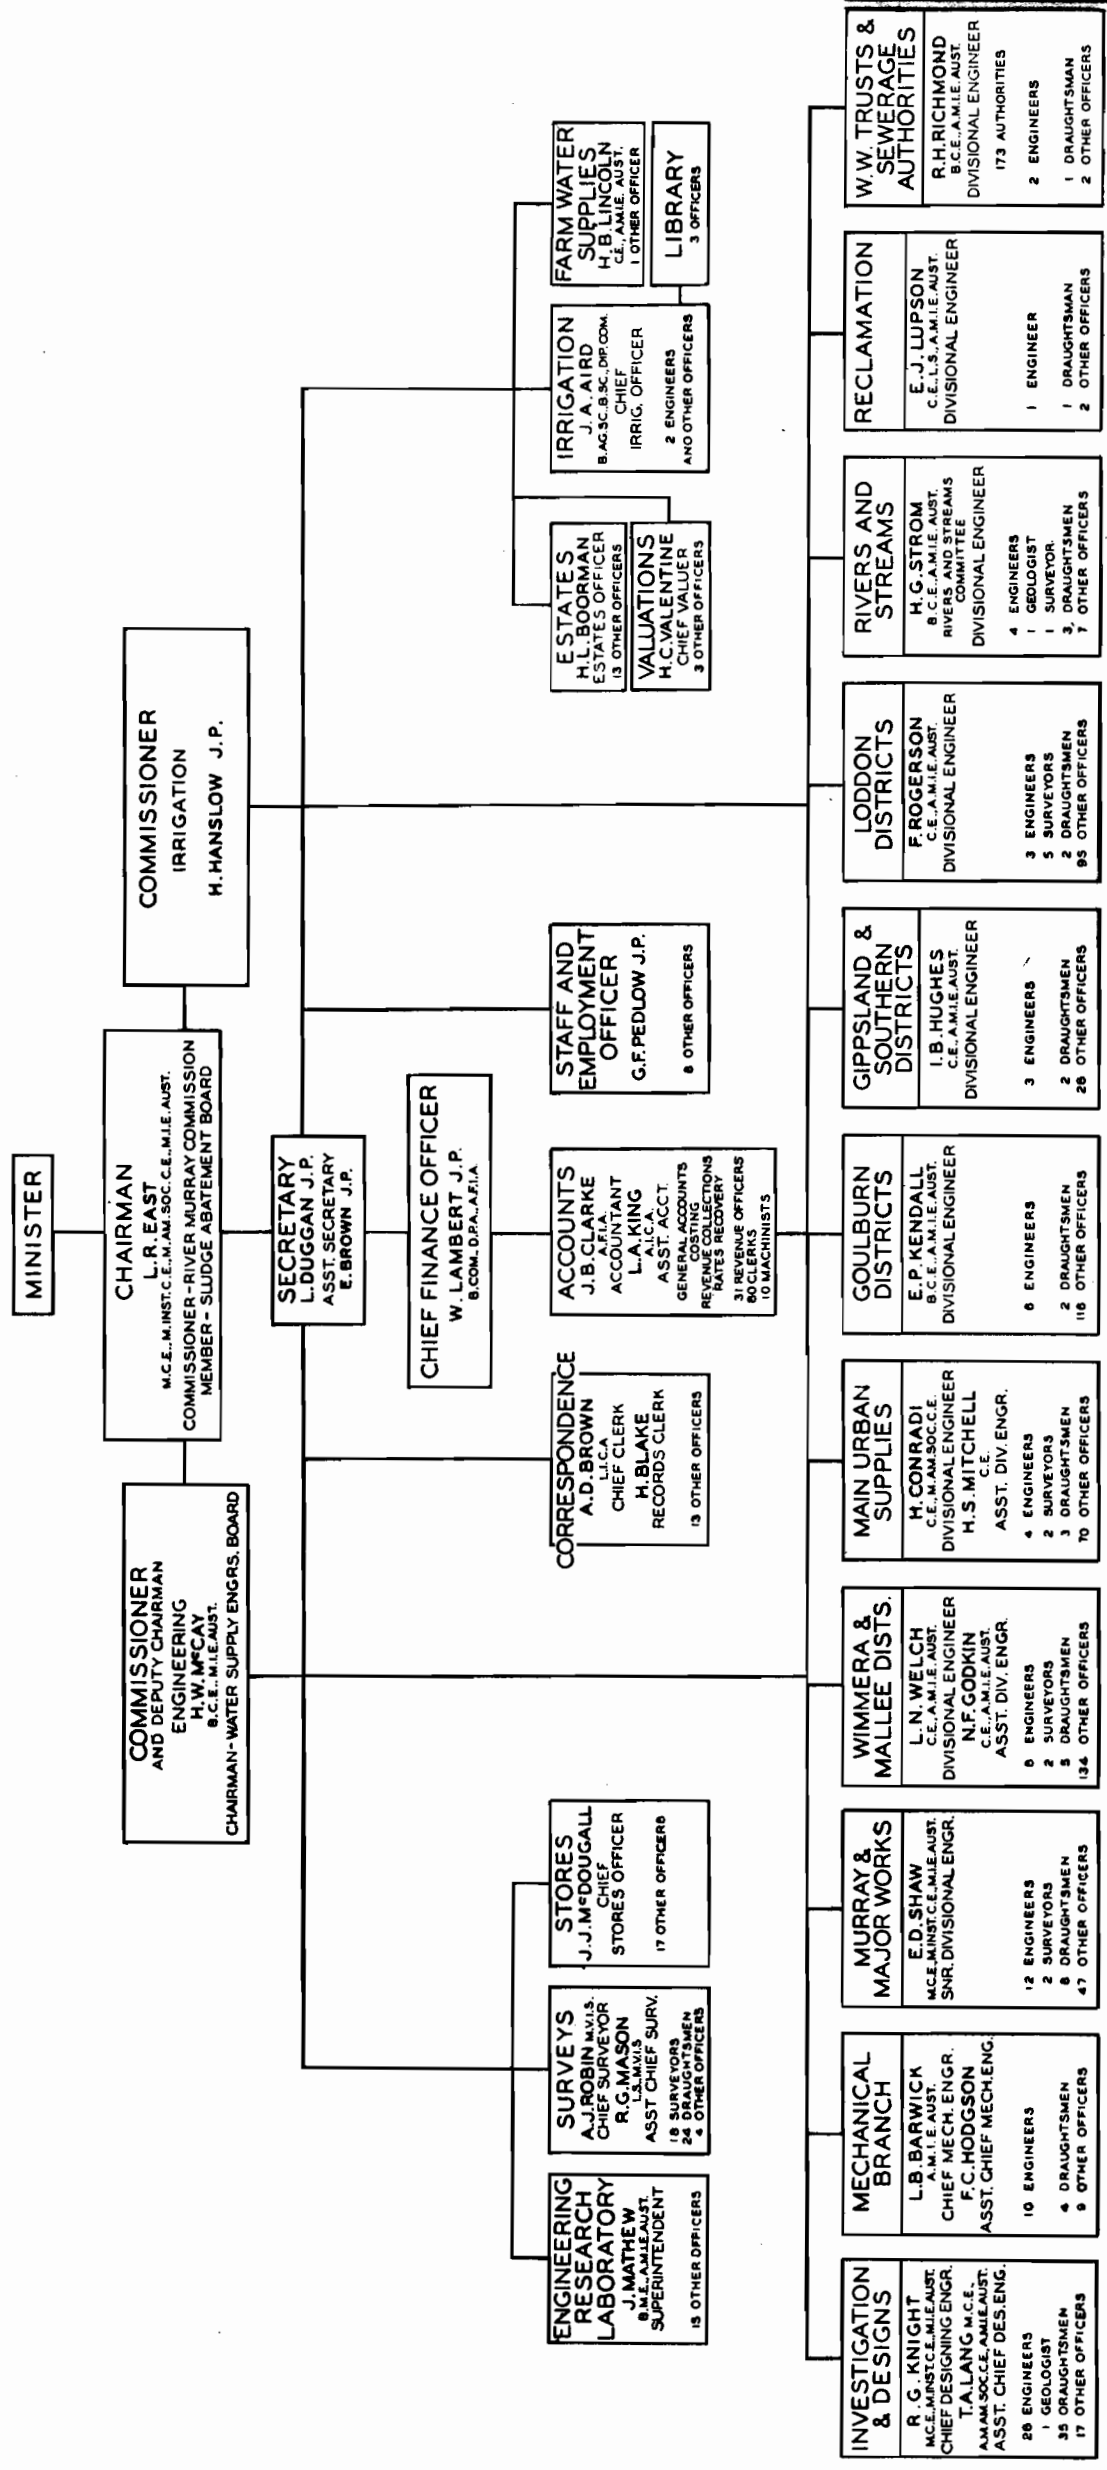 MINISTER
CHAIRMAN
L.R. EAST
M.C.E., M.INST.C.E., M.AM.SOC.C.E., M.I.E. AUST.
COMMISSIONER - RIVER MURRAY COMMISSION
MEMBER - SLUDGE ABATEMENT BOARD
COMMISSIONER
AND DEPUTY CHAIRMAN
ENGINEERING
H.W. McCAY
B.C.E., M.I.E. AUST.
CHAIRMAN - WATER SUPPLY ENGRS. BOARD
COMMISSIONER
IRRIGATION
H. HANSLOW J.P.
SECRETARY
L. DUGGAN J.P.
ASST. SECRETARY
E. BROWN J.P.
CHIEF FINANCE OFFICER
W. LAMBERT J.P.
B.COM., D.P.A., A.F.I.A.
ENGINEERING
RESEARCH
LABORATORY
J. MATHEW
B.M.E., A.M.I.E. AUST.
SUPERINTENDENT
15 OTHER OFFICERS
SURVEYS
A.J. ROBIN M.V.I.S.
CHIEF SURVEYOR
R.G. MASON
L.S., M.V.I.S
ASST CHIEF SURV.
18 SURVEYORS
24 DRAUGHTSMEN
4 OTHER OFFICERS
STORES
J.J. McDOUGALL
CHIEF
STORES OFFICER
17 OTHER OFFICERS
CORRESPONDENCE
A.D. BROWN
L.I.C.A
CHIEF CLERK
H. BLAKE
RECORDS CLERK
13 OTHER OFFICERS
ACCOUNTS
J.B. CLARKE
A.F.I.A.
ACCOUNTANT
L.A. KING
A.I.C.A.
ASST. ACCT.
GENERAL ACCOUNTS
COSTING
REVENUE COLLECTIONS
RATES RECOVERY
31 REVENUE OFFICERS
80 CLERKS
10 MACHINISTS
STAFF AND
EMPLOYMENT
OFFICER
G.F. PEDLOW J.P.
8 OTHER OFFICERS
ESTATES
H.L. BOORMAN
ESTATES OFFICER
13 OTHER OFFICERS
VALUATIONS
H.C. VALENTINE
CHIEF VALUER
3 OTHER OFFICERS
IRRIGATION
J.A. AIRD
B.AG.SC., B.SC., DIP. COM.
CHIEF
IRRIG. OFFICER
2 ENGINEERS
AND OTHER OFFICERS
FARM WATER
SUPPLIES
H.B. LINCOLN
C.E., A.M.I.E. AUST.
1 OTHER OFFICER
LIBRARY
3 OFFICERS
INVESTIGATION
& DESIGNS
R.G. KNIGHT
M.C.E., M.INST.C.E., M.I.E. AUST.
CHIEF DESIGNING ENGR.
T.A. LANG M.C.E.,
A.M.AM.SOC.C.E., A.M.I.E. AUST.
ASST. CHIEF DES. ENG.
26 ENGINEERS
1 GEOLOGIST
35 DRAUGHTSMEN
17 OTHER OFFICERS
MECHANICAL
BRANCH
L.B. BARWICK
A.M.I.E. AUST.
CHIEF MECH. ENGR.
F.C. HODGSON
ASST. CHIEF MECH. ENG.
10 ENGINEERS
4 DRAUGHTSMEN
9 OTHER OFFICERS
MURRAY &
MAJOR WORKS
E.D. SHAW
M.C.E., M.INST.C.E., M.I.E. AUST.
SNR. DIVISIONAL ENGR.
12 ENGINEERS
2 SURVEYORS
8 DRAUGHTSMEN
47 OTHER OFFICERS
WIMMERA &
MALLEE DISTS.
L.N. WELCH
C.E., A.M.I.E. AUST.
DIVISIONAL ENGINEER
N.F. GODKIN
C.E., A.M.I.E. AUST.
ASST. DIV. ENGR.
8 ENGINEERS
2 SURVEYORS
5 DRAUGHTSMEN
134 OTHER OFFICERS
MAIN URBAN
SUPPLIES
H. CONRADI
C.E., M.AM.SOC.C.E.
DIVISIONAL ENGINEER
H.S. MITCHELL
C.E.
ASST. DIV. ENGR.
4 ENGINEERS
2 SURVEYORS
3 DRAUGHTSMEN
70 OTHER OFFICERS
GOULBURN
DISTRICTS
E.P. KENDALL
B.C.E., A.M.I.E. AUST.
DIVISIONAL ENGINEER
6 ENGINEERS
2 DRAUGHTSMEN
116 OTHER OFFICERS
GIPPSLAND &
SOUTHERN
DISTRICTS
I.B. HUGHES
C.E., A.M.I.E. AUST.
DIVISIONAL ENGINEER
3 ENGINEERS
2 DRAUGHTSMEN
28 OTHER OFFICERS
LODDON
DISTRICTS
F. ROGERSON
C.E., A.M.I.E. AUST.
DIVISIONAL ENGINEER
3 ENGINEERS
5 SURVEYORS
2 DRAUGHTSMEN
95 OTHER OFFICERS
RIVERS AND
STREAMS
H.G. STROM
B.C.E., A.M.I.E. AUST.
RIVERS AND STREAMS
COMMITTEE
DIVISIONAL ENGINEER
4 ENGINEERS
1 GEOLOGIST
1 SURVEYOR.
3, DRAUGHTSMEN
7 OTHER OFFICERS
RECLAMATION
E.J. LUPSON
C.E., L.S., A.M.I.E. AUST.
DIVISIONAL ENGINEER
1 ENGINEER
1 DRAUGHTSMAN
2 OTHER OFFICERS
W.W. TRUSTS &
SEWERAGE
AUTHORITIES
R.H. RICHMOND
B.C.E., A.M.I.E. AUST.
DIVISIONAL ENGINEER
173 AUTHORITIES
2 ENGINEERS
1 DRAUGHTSMAN
2 OTHER OFFICERS